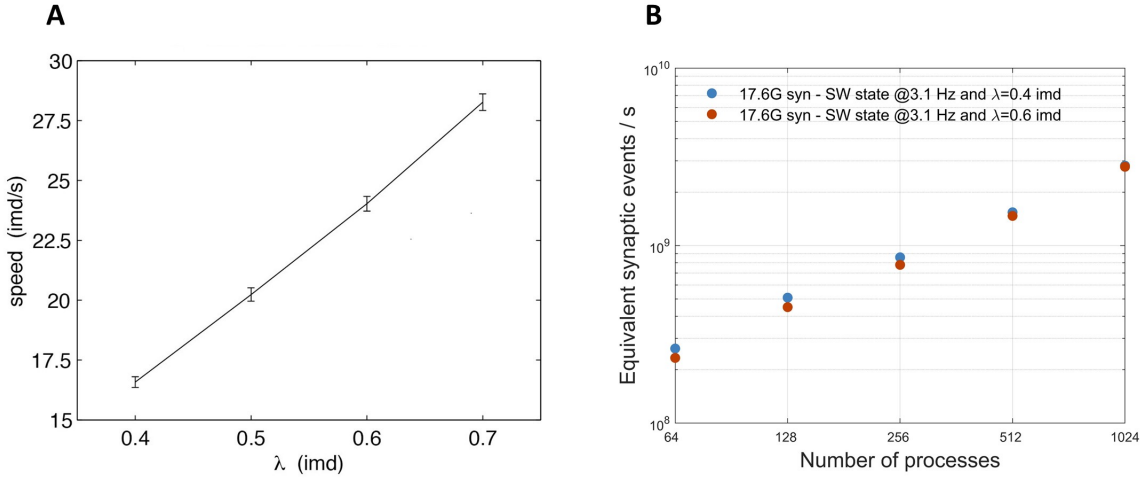 A
30
27.5
25
22.5
20
17.5
15
speed (imd/s)
0.4 0.5 0.6 0.7
λ (imd)
B
10^10
10^9
10^8
Equivalent synaptic events / s
17.6G syn - SW state @3.1 Hz and λ=0.4 imd
17.6G syn - SW state @3.1 Hz and λ=0.6 imd
64 128 256 512 1024
Number of processes